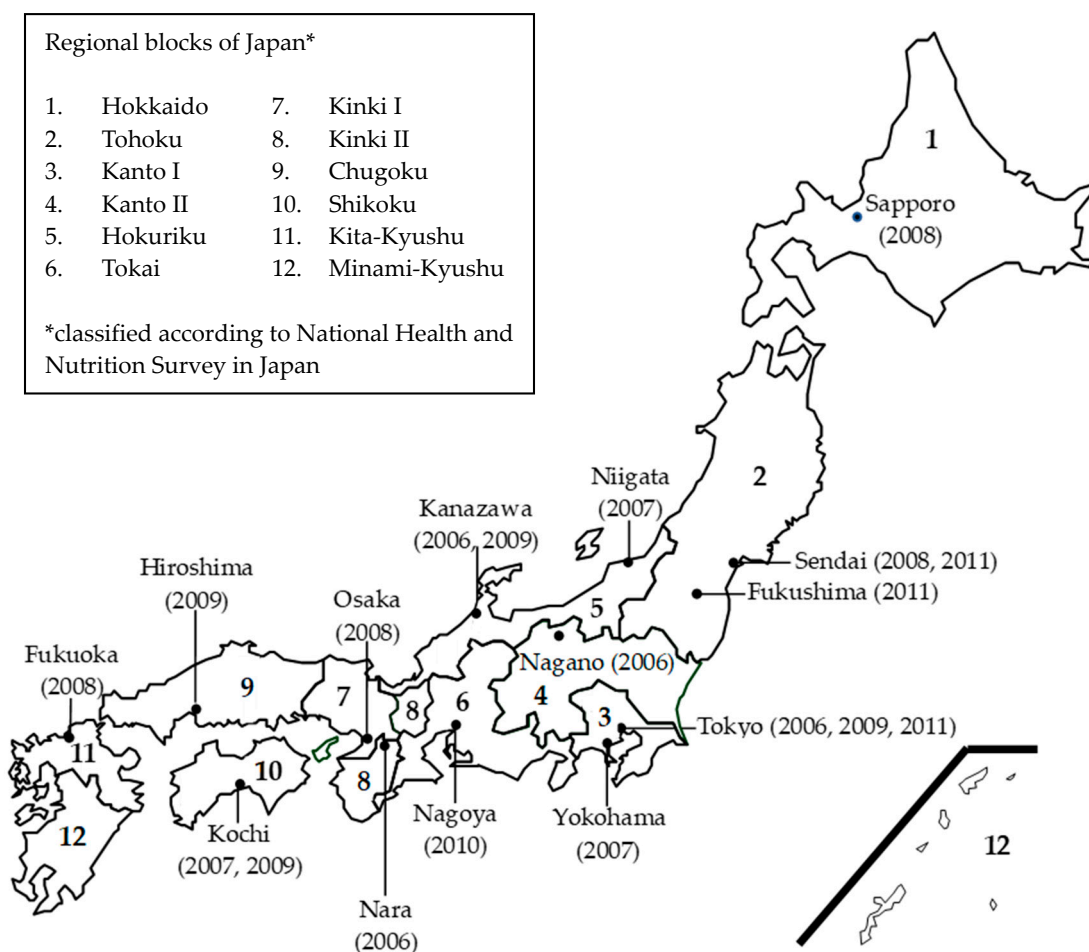 Regional blocks of Japan*
1. Hokkaido 7. Kinki I
2. Tohoku 8. Kinki II
3. Kanto I 9. Chugoku
4. Kanto II 10. Shikoku
5. Hokuriku 11. Kita-Kyushu
6. Tokai 12. Minami-Kyushu
*classified according to National Health and
Nutrition Survey in Japan
1
Sapporo
(2008)
2
Niigata
(2007)
Kanazawa
(2006, 2009)
Sendai (2008, 2011)
Hiroshima
(2009)
Osaka
(2008)
Fukushima (2011)
5
Fukuoka
(2008)
Nagano (2006)
9
7
8
6
4
3
Tokyo (2006, 2009, 2011)
11
10
8
12
Kochi
(2007, 2009)
Nagoya
(2010)
Yokohama
(2007)
12
Nara
(2006)